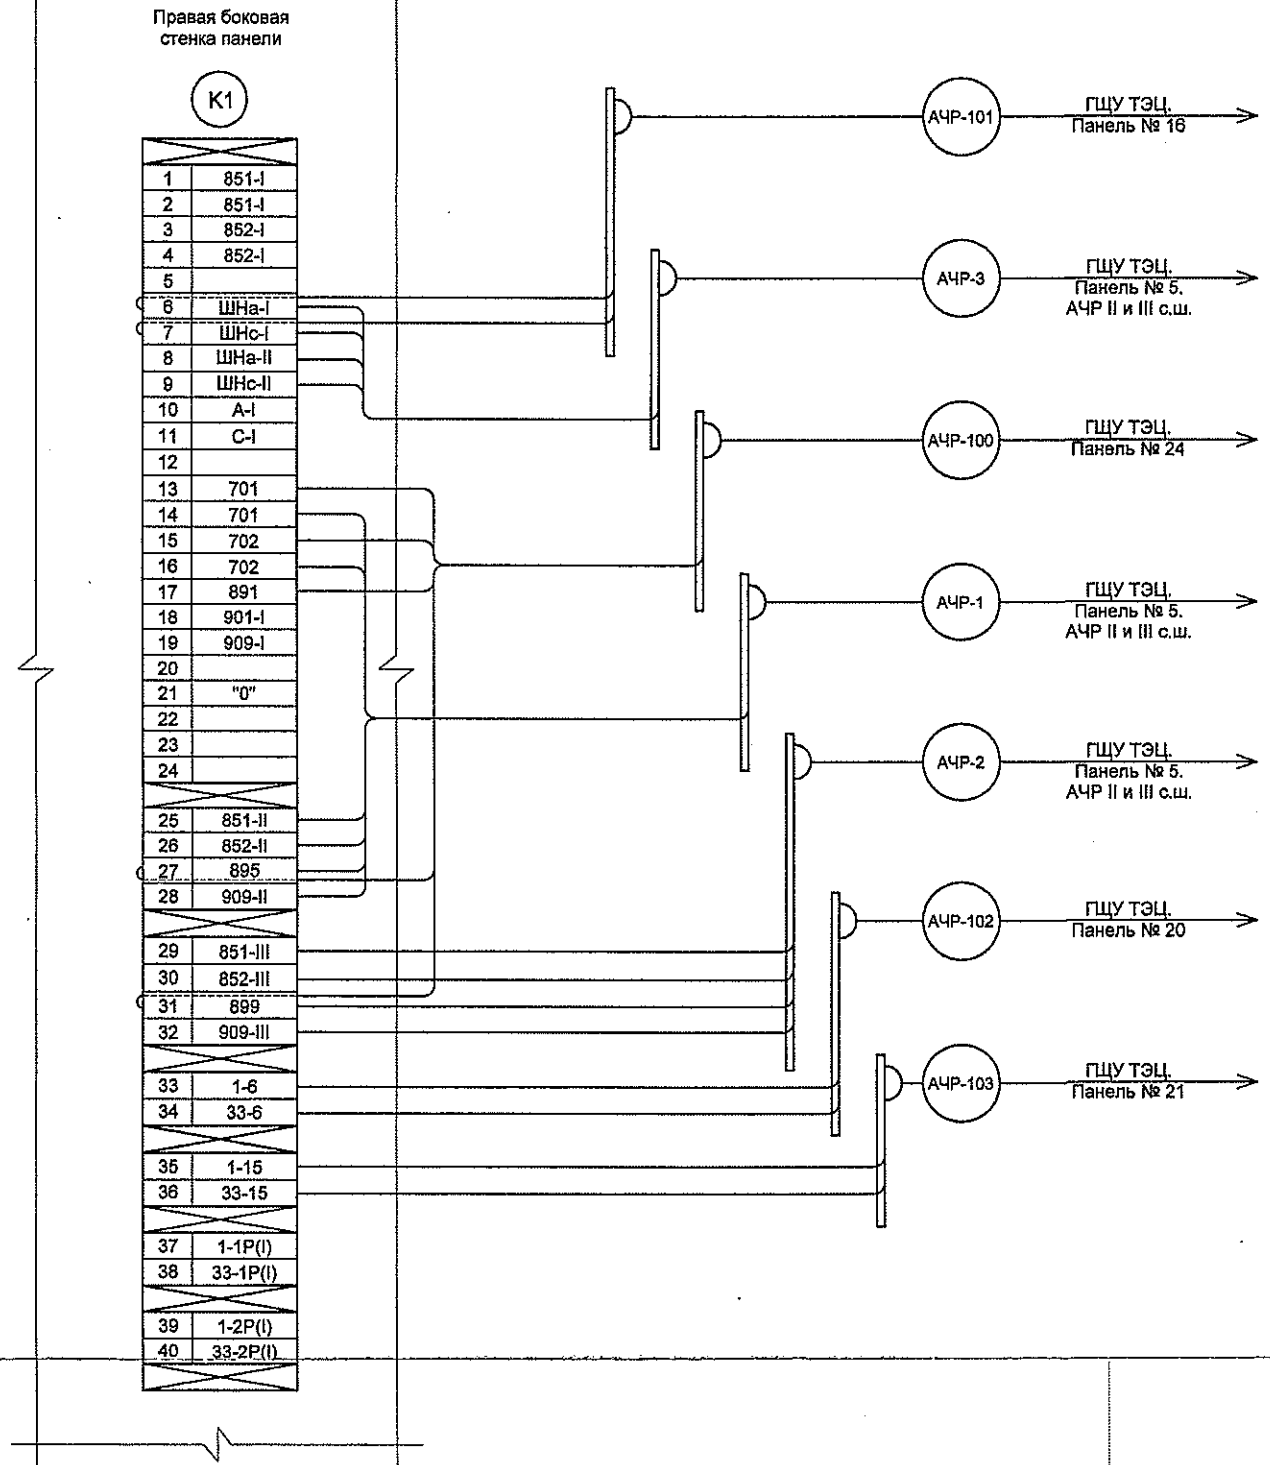 Правая боковая
стенка панели
К1
1 851-I
2 851-I
3 852-I
4 852-I
5
6 ШНа-I
7 ШНс-I
8 ШНа-II
9 ШНс-II
10 А-I
11 С-I
12
13 701
14 701
15 702
16 702
17 891
18 901-I
19 909-I
20
21 "0"
22
23
24
25 851-II
26 852-II
27 895
28 909-II
29 851-III
30 852-III
31 899
32 909-III
33 1-6
34 33-6
35 1-15
36 33-15
37 1-1Р(I)
38 33-1Р(I)
39 1-2Р(I)
40 33-2Р(I)
АЧР-101
ГЩУ ТЭЦ.
Панель № 16
АЧР-3
ГЩУ ТЭЦ.
Панель № 5.
АЧР II и III с.ш.
АЧР-100
ГЩУ ТЭЦ.
Панель № 24
АЧР-1
ГЩУ ТЭЦ.
Панель № 5.
АЧР II и III с.ш.
АЧР-2
ГЩУ ТЭЦ.
Панель № 5.
АЧР II и III с.ш.
АЧР-102
ГЩУ ТЭЦ.
Панель № 20
АЧР-103
ГЩУ ТЭЦ.
Панель № 21